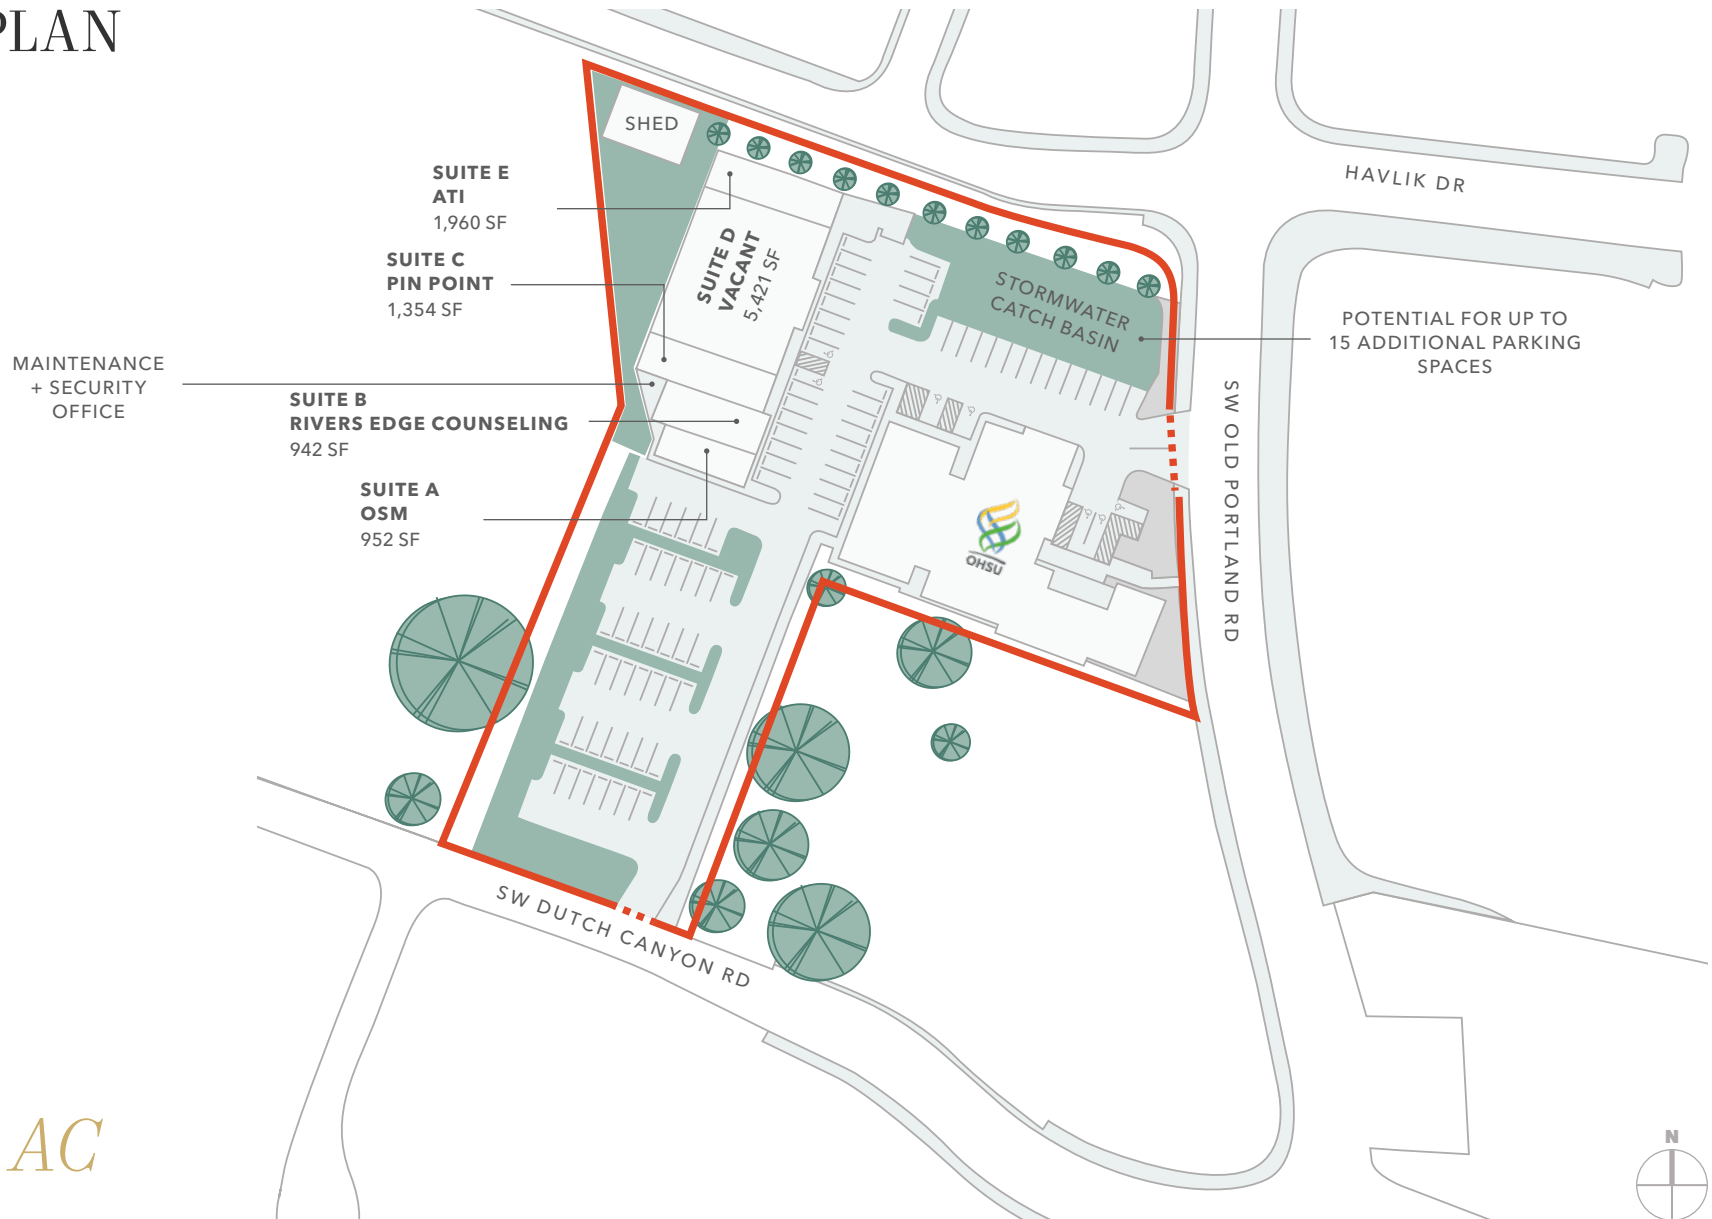 PLAN
SHED
SUITE E
ATI
1,960 SF
SUITE C
PIN POINT
1,354 SF
MAINTENANCE
+ SECURITY
OFFICE
SUITE B
RIVERS EDGE COUNSELING
942 SF
SUITE A
OSM
952 SF
SUITE D
VACANT
5,421 SF
STORMWATER
CATCH BASIN
HAVLIK DR
POTENTIAL FOR UP TO
15 ADDITIONAL PARKING
SPACES
SW OLD PORTLAND RD
OHSU
SW DUTCH CANYON RD
AC
N